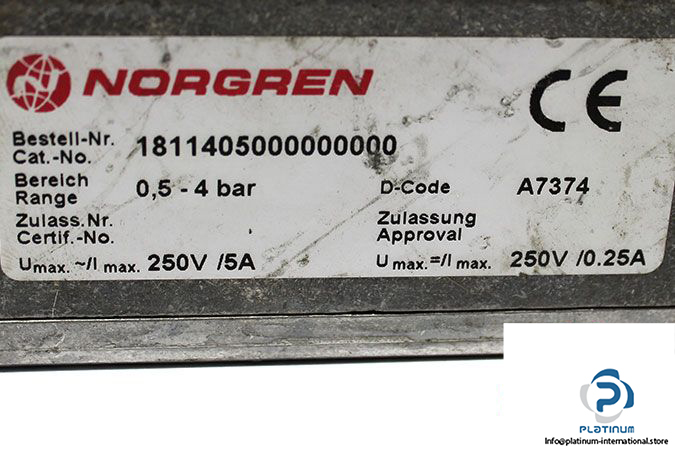 NORGREN
CE
Bestell-Nr.
Cat.-No. 1811405000000000
Bereich
Range 0,5 - 4 bar D-Code A7374
Zulass.Nr.
Certif.-No.
Zulassung
Approval
Umax. ~/I max. 250V /5A
Umax. =/I max. 250V /0.25A
PLATINUM
Info@platinum-international.store